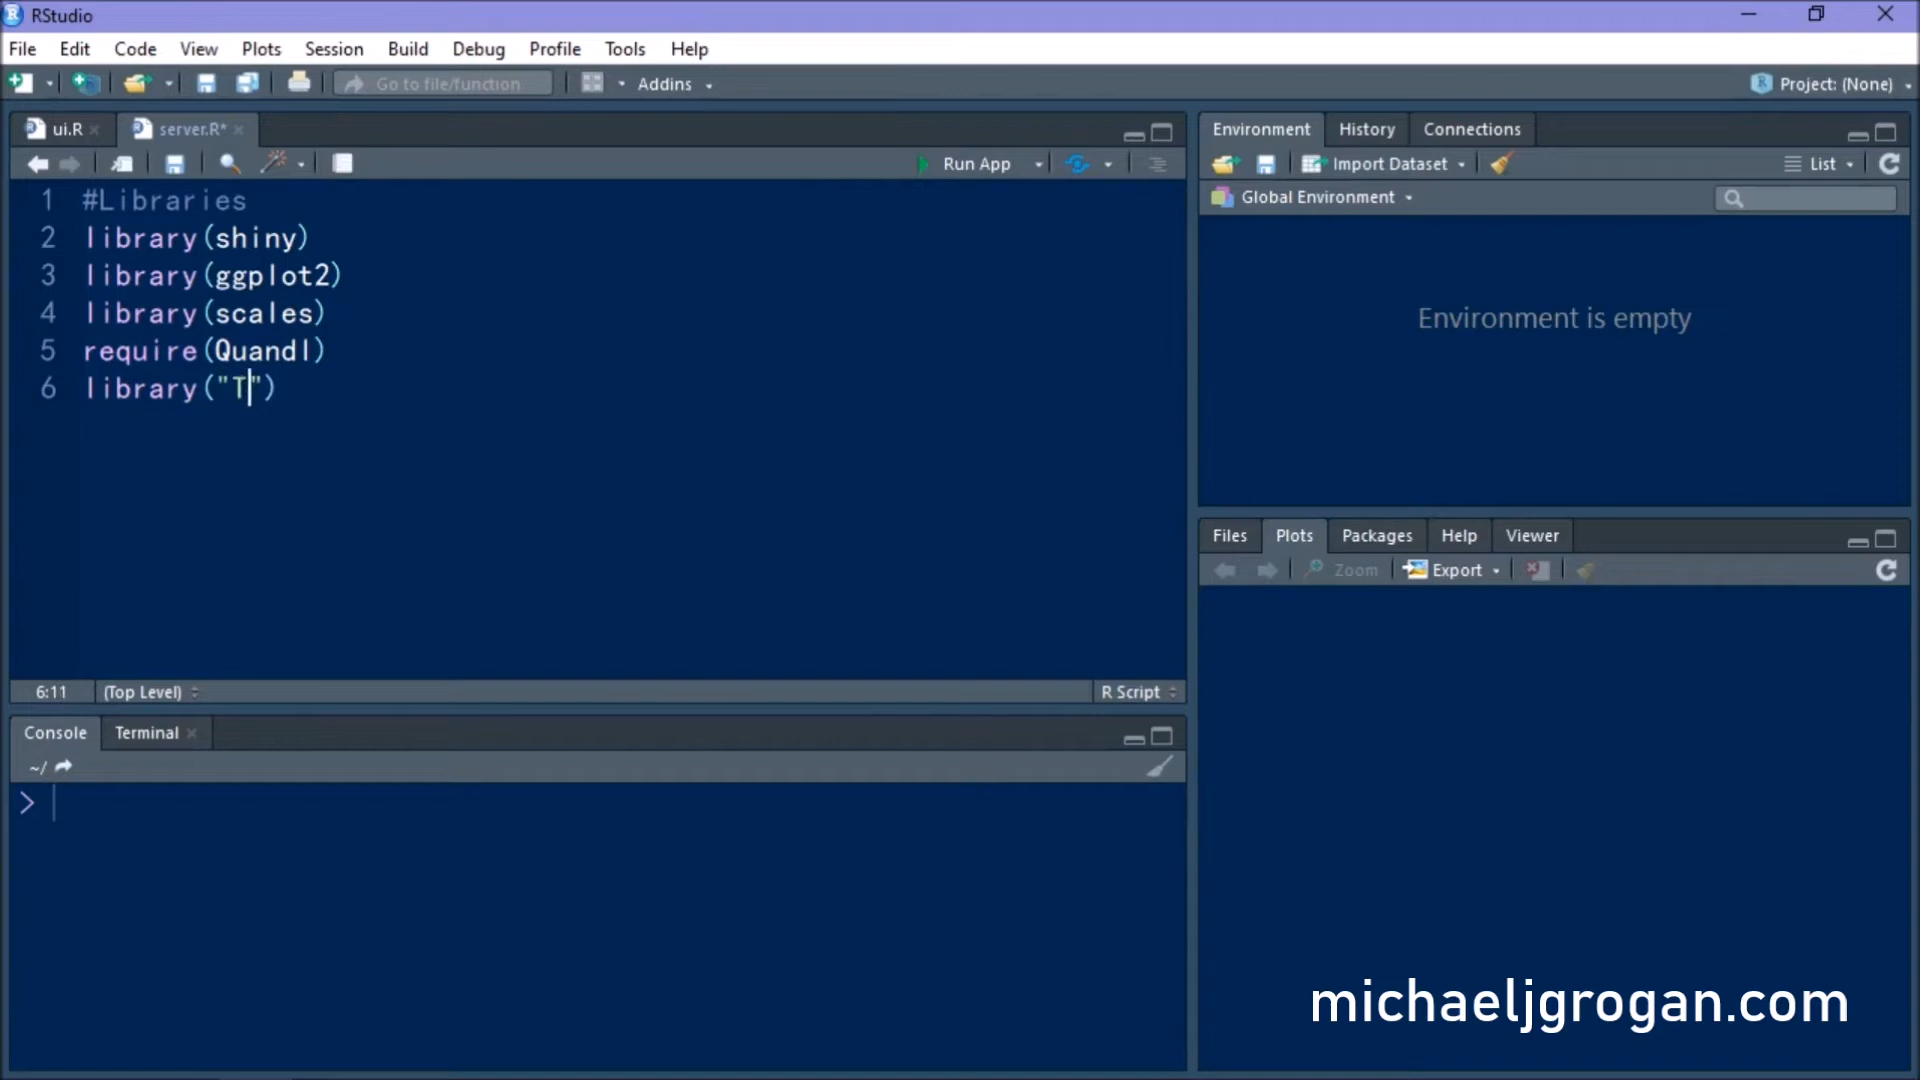 RStudio
File Edit Code View Plots Session Build Debug Profile Tools Help
Go to file/function Addins Project: (None)
ui.R server.R*
Run App
1 #Libraries
2 library(shiny)
3 library(ggplot2)
4 library(scales)
5 require(Quandl)
6 library("T")
6:11 (Top Level) R Script
Console Terminal
~/
>
Environment History Connections
Import Dataset List
Global Environment
Environment is empty
Files Plots Packages Help Viewer
Zoom Export
michaeljgrogan.com